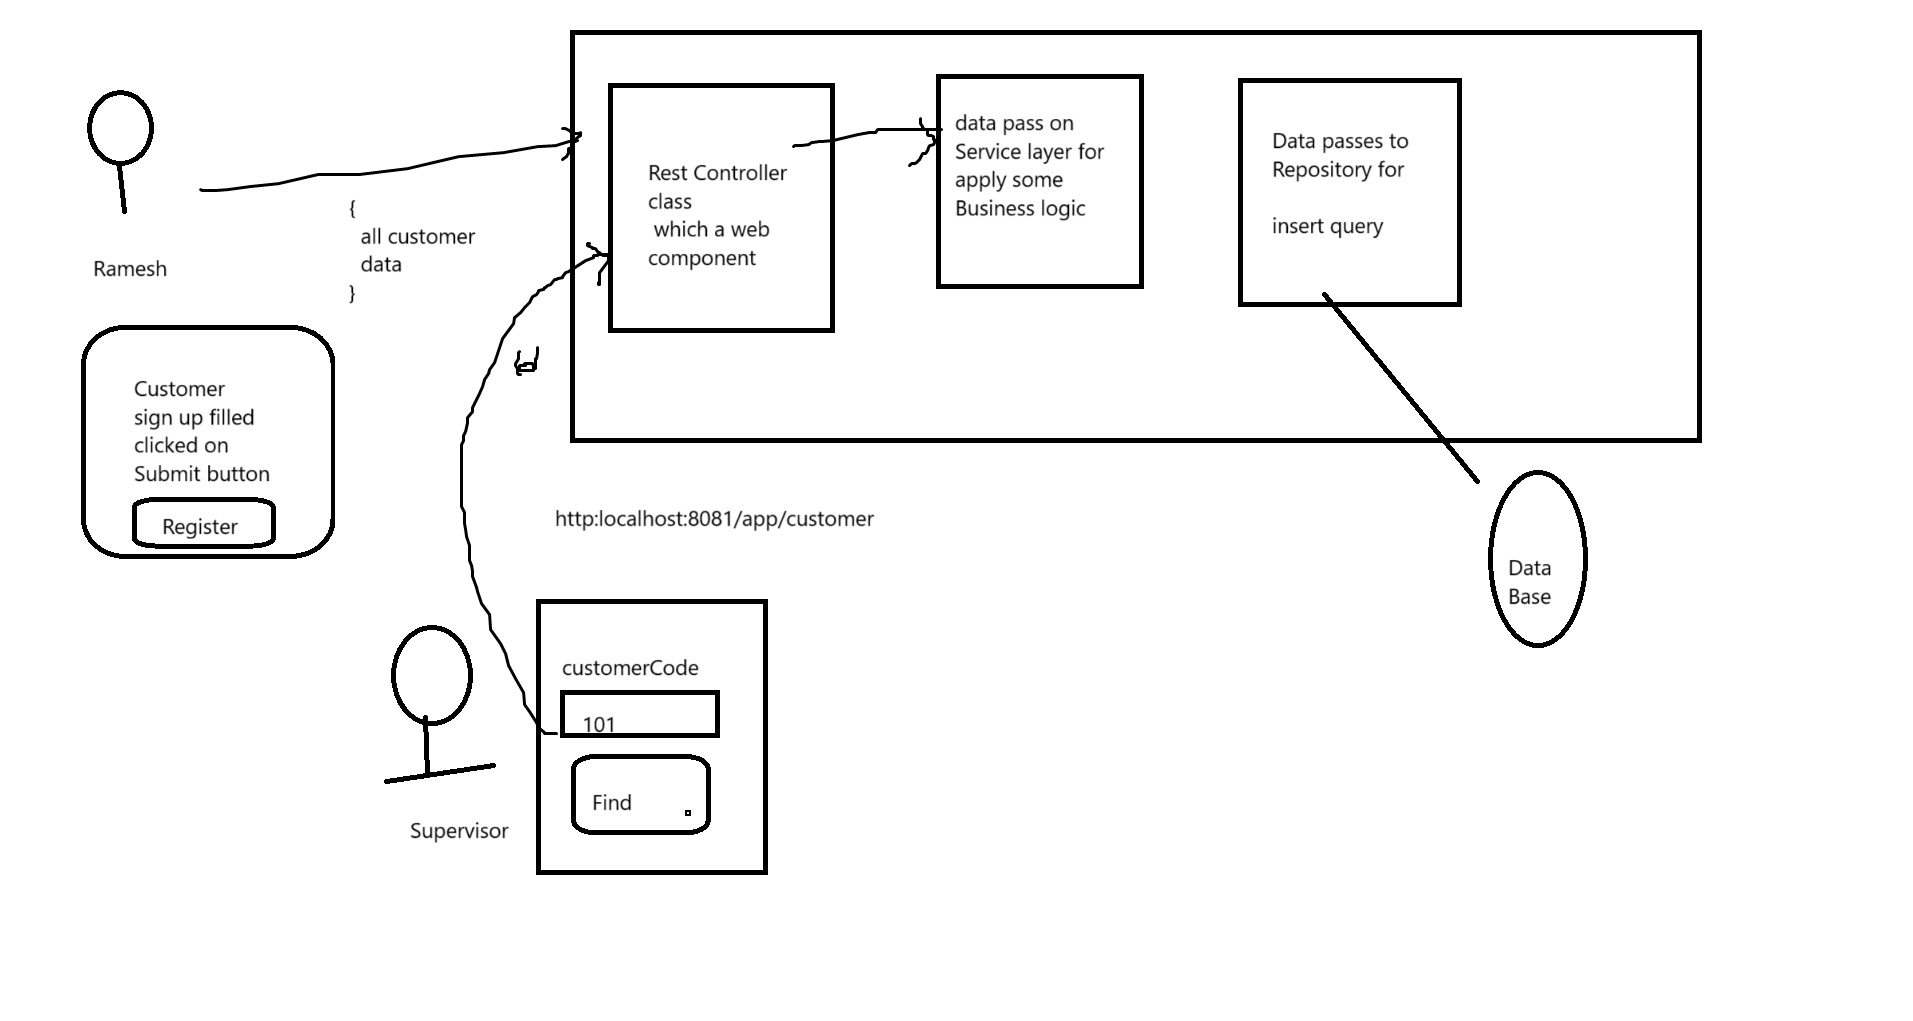 Ramesh
{
all customer
data
}
Customer
sign up filled
clicked on
Submit button
Register
Rest Controller
class
which a web
component
data pass on
Service layer for
apply some
Business logic
Data passes to
Repository for
insert query
http:localhost:8081/app/customer
Data
Base
Supervisor
customerCode
101
Find